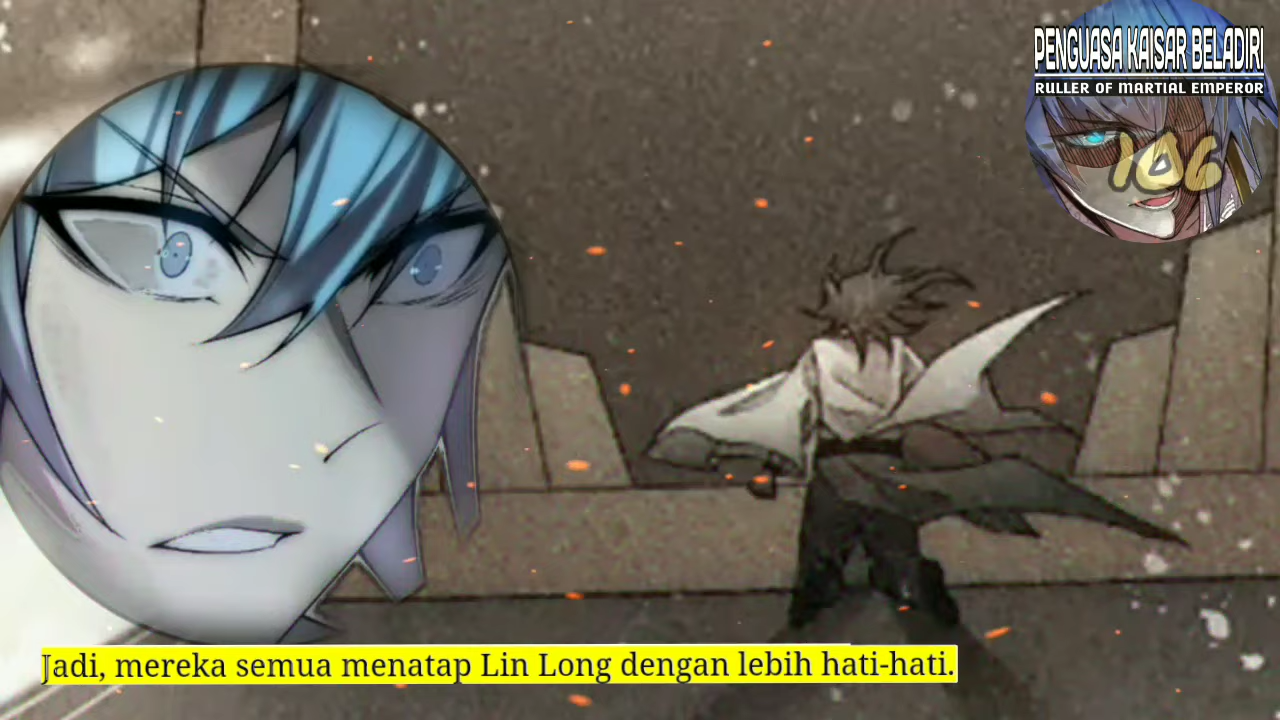 PENGUASA KAISAR BELADIRI
RULLER OF MARTIAL EMPEROR
106
Jadi, mereka semua menatap Lin Long dengan lebih hati-hati.